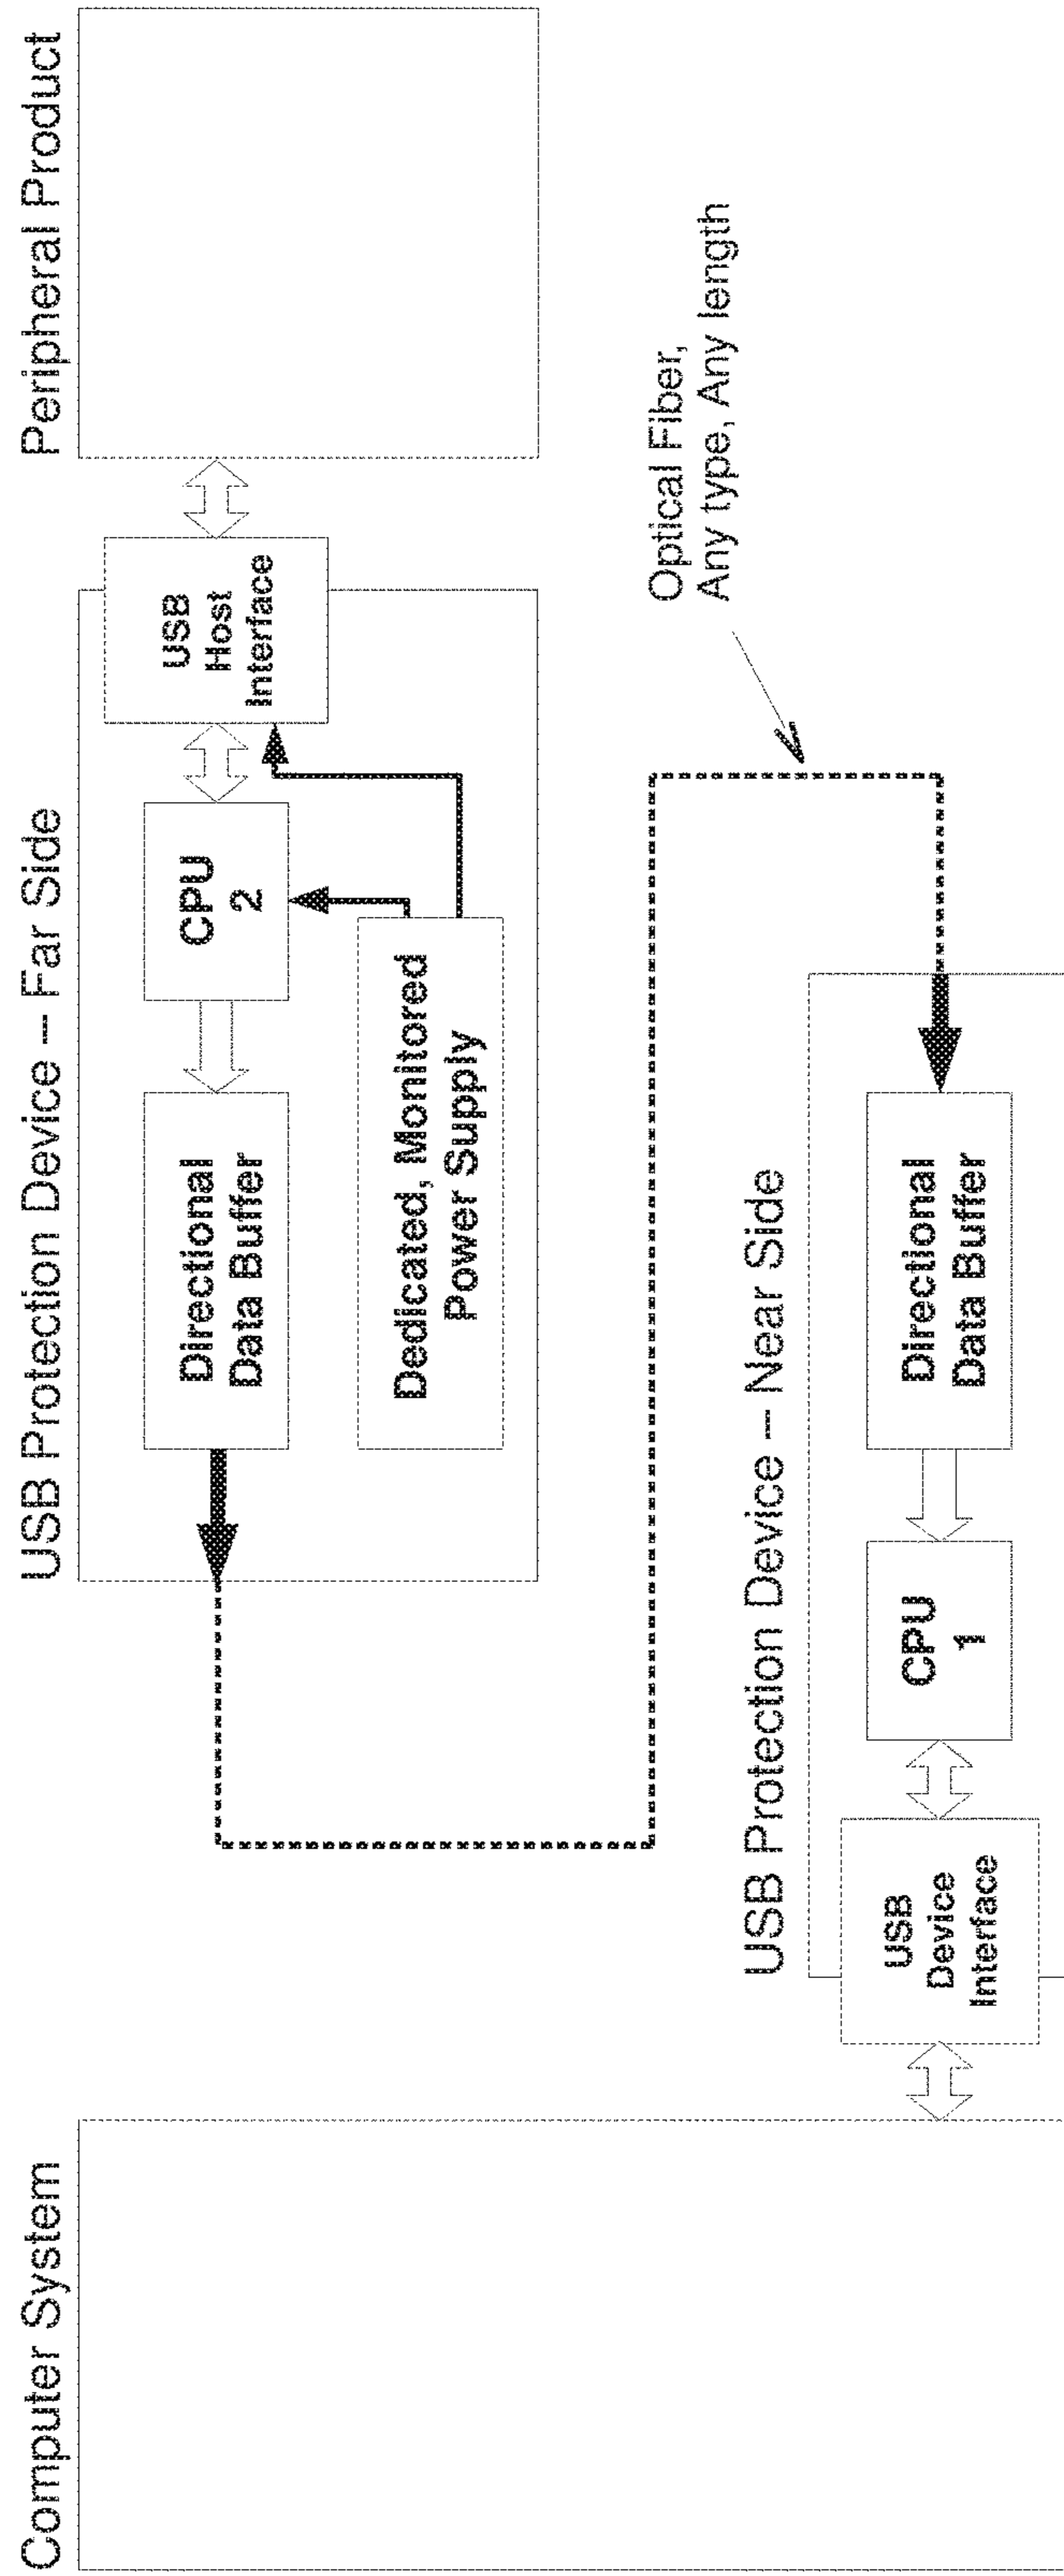 Computer System
USB Protection Device -- Far Side
Peripheral Product
Directional
Data Buffer
CPU
2
USB
Host
Interface
Dedicated, Monitored
Power Supply
Optical Fiber,
Any type, Any length
USB Protection Device -- Near Side
USB
Device
Interface
CPU
1
Directional
Data Buffer